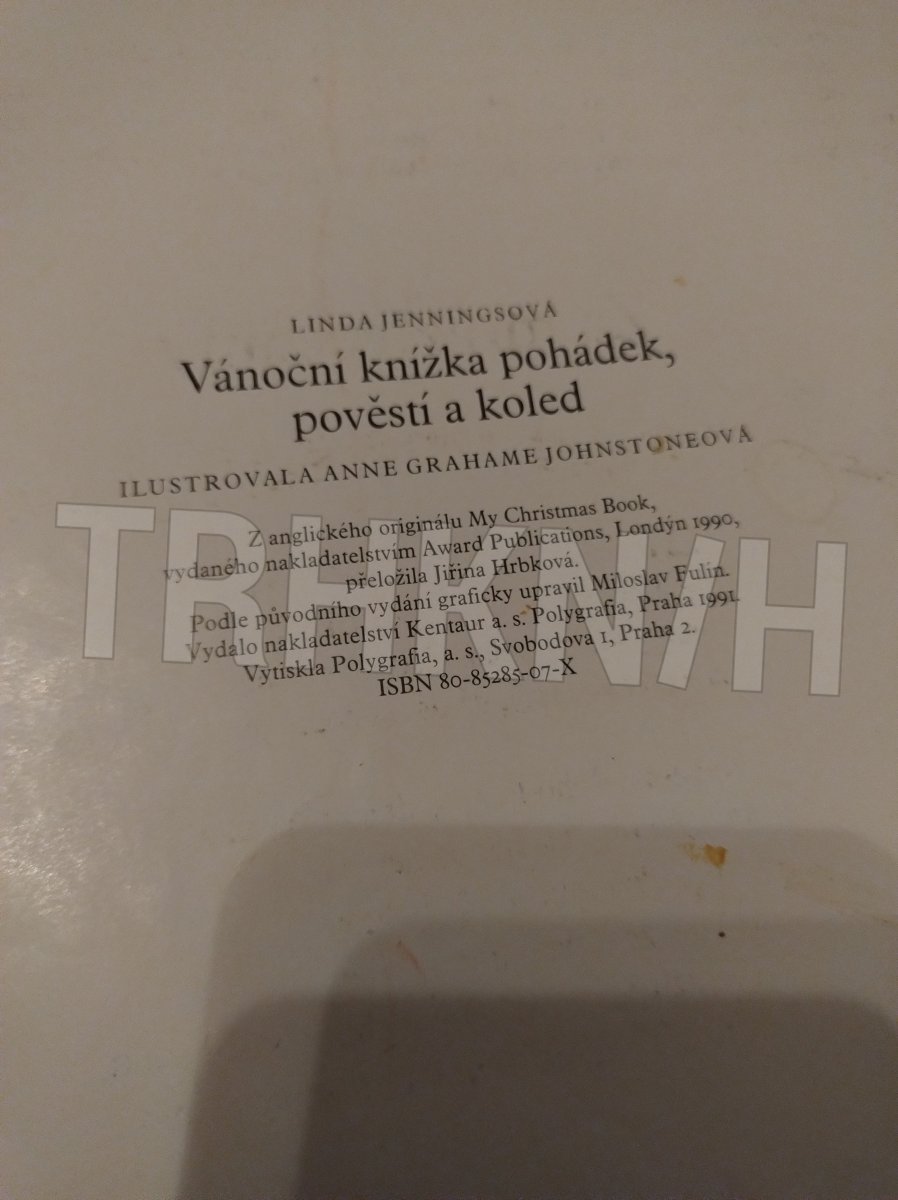 LINDA JENNINGSOVÁ
Vánoční knížka pohádek,
pověstí a koled
ILUSTROVALA ANNE GRAHAME JOHNSTONEOVÁ
Z anglického originálu My Christmas Book,
vydaného nakladatelstvím Award Publications, Londýn 1990,
přeložila Jiřina Hrbková.
Podle původního vydání graficky upravil Miloslav Fulín.
Vydalo nakladatelství Kentaur a. s. Polygrafia, Praha 1991.
Vytiskla Polygrafia, a. s., Svobodova 1, Praha 2.
ISBN 80-85285-07-X
TRHKNIH